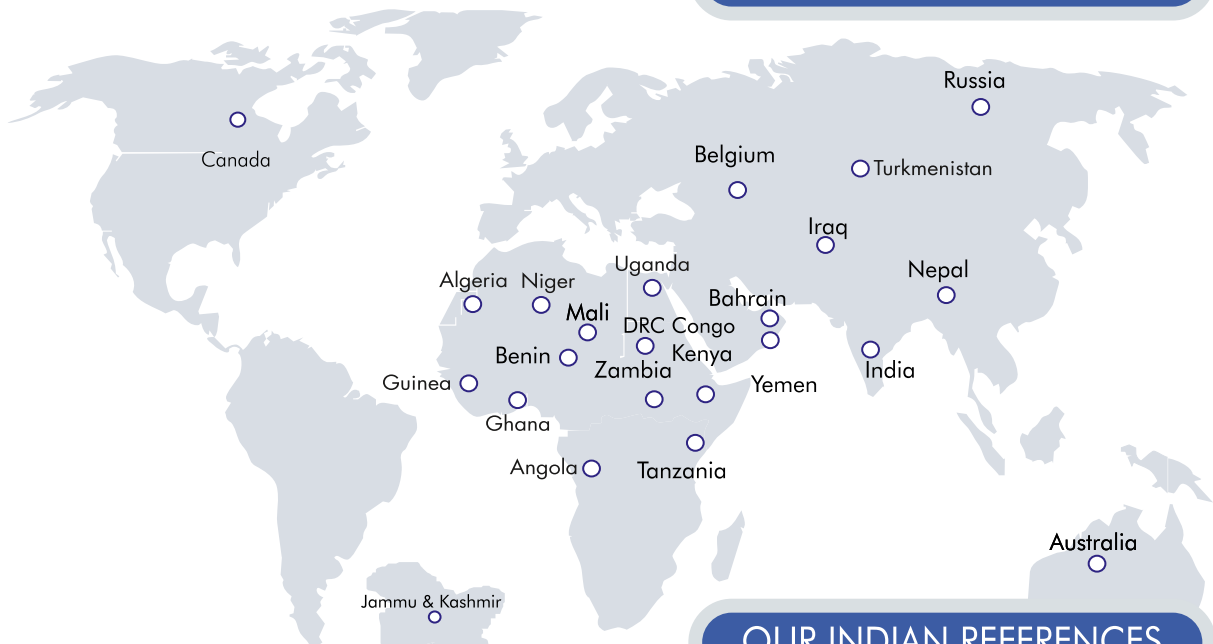 Russia
Canada
Belgium
Turkmenistan
Iraq
Uganda
Nepal
Algeria
Niger
Bahrain
Mali
DRC Congo
Benin
Kenya
Zambia
India
Guinea
Yemen
Ghana
Angola
Tanzania
Australia
Jammu & Kashmir
OUR INDIAN REFERENCES